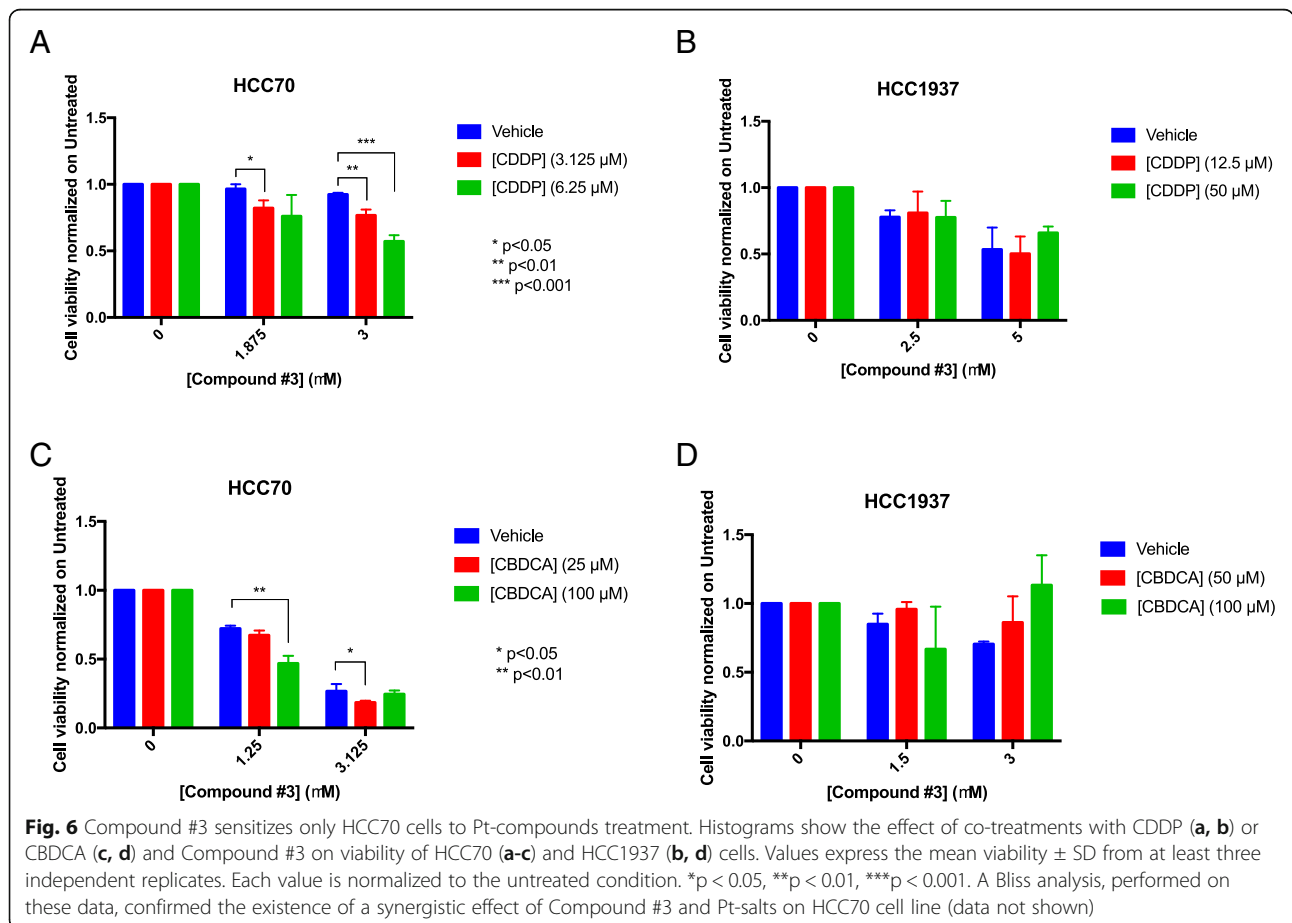 A
HCC70
Cell viability normalized on Untreated
1.5
1.0
0.5
0.0
0
1.875
3
[Compound #3] (mM)
*
**
***
Vehicle
[CDDP] (3.125 µM)
[CDDP] (6.25 µM)
* p<0.05
** p<0.01
*** p<0.001
B
HCC1937
Cell viability normalized on Untreated
1.5
1.0
0.5
0.0
0
2.5
5
[Compound #3] (mM)
Vehicle
[CDDP] (12.5 µM)
[CDDP] (50 µM)
C
HCC70
Cell viability normalized on Untreated
1.5
1.0
0.5
0.0
0
1.25
3.125
[Compound #3] (mM)
**
*
Vehicle
[CBDCA] (25 µM)
[CBDCA] (100 µM)
* p<0.05
** p<0.01
D
HCC1937
Cell viability normalized on Untreated
1.5
1.0
0.5
0.0
0
1.5
3
[Compound #3] (mM)
Vehicle
[CBDCA] (50 µM)
[CBDCA] (100 µM)
Fig. 6 Compound #3 sensitizes only HCC70 cells to Pt-compounds treatment. Histograms show the effect of co-treatments with CDDP (a, b) or
CBDCA (c, d) and Compound #3 on viability of HCC70 (a-c) and HCC1937 (b, d) cells. Values express the mean viability ± SD from at least three
independent replicates. Each value is normalized to the untreated condition. *p < 0.05, **p < 0.01, ***p < 0.001. A Bliss analysis, performed on
these data, confirmed the existence of a synergistic effect of Compound #3 and Pt-salts on HCC70 cell line (data not shown)